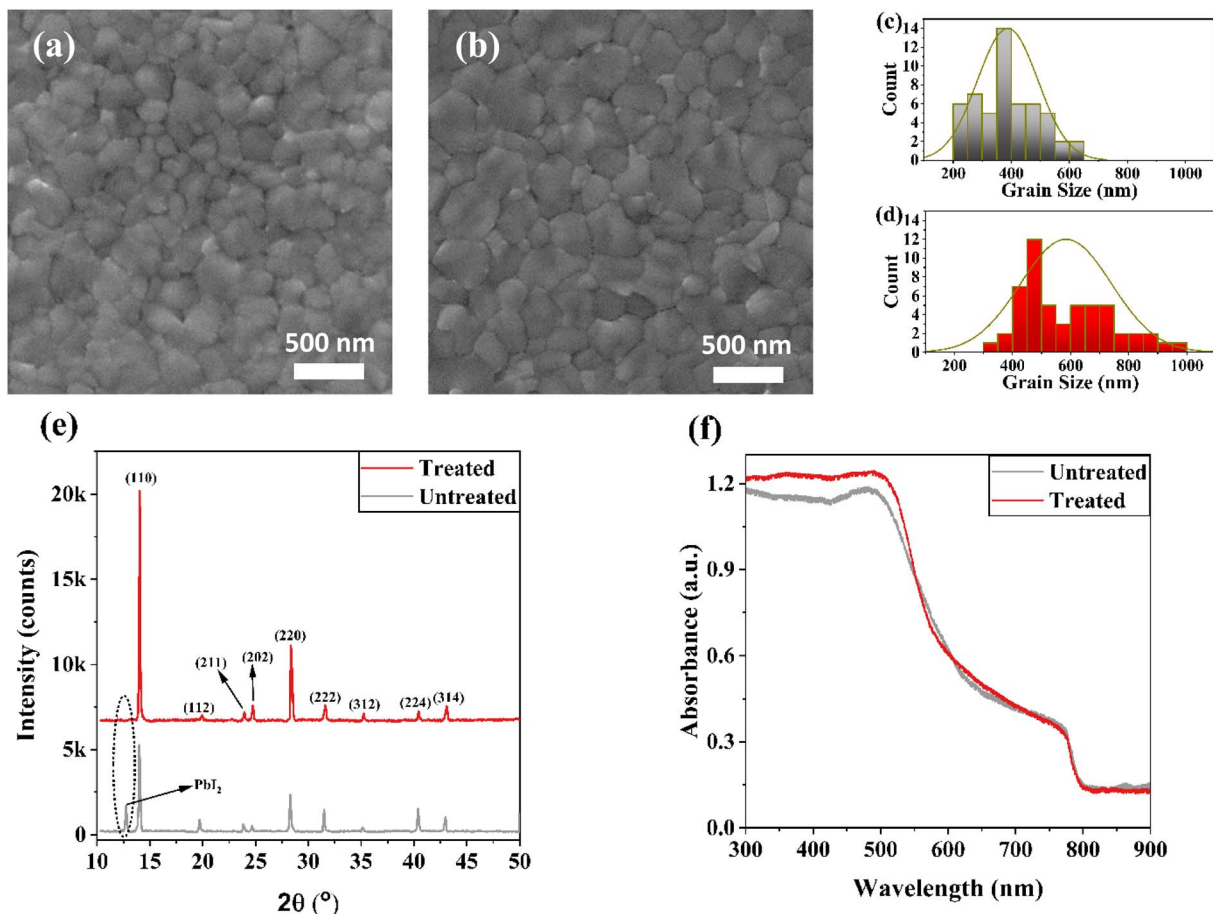 (a)
500 nm
(b)
500 nm
(c)
14
12
10
8
6
4
2
0
Count
200 400 600 800 1000
Grain Size (nm)
(d)
14
12
10
8
6
4
2
0
Count
200 400 600 800 1000
Grain Size (nm)
(e)
Treated
Untreated
20k
15k
10k
5k
0
Intensity (counts)
(110)
(112)
(211)
(202)
(220)
(222)
(312)
(224)
(314)
PbI2
10 15 20 25 30 35 40 45 50
2θ (°)
(f)
Untreated
Treated
1.2
0.9
0.6
0.3
0.0
Absorbance (a.u.)
300 400 500 600 700 800 900
Wavelength (nm)